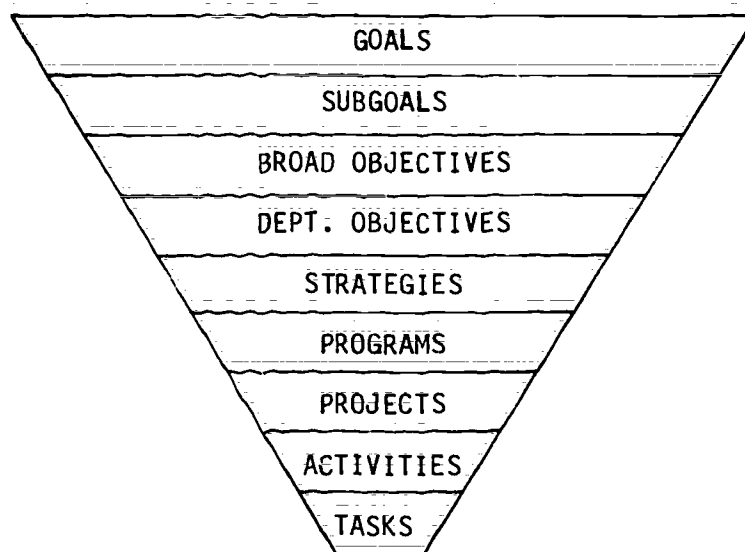 GOALS
SUBGOALS
BROAD OBJECTIVES
DEPT. OBJECTIVES
STRATEGIES
PROGRAMS
PROJECTS
ACTIVITIES
TASKS